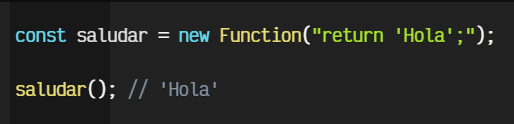 const saludar = new Function("return 'Hola';");
saludar(); // 'Hola'